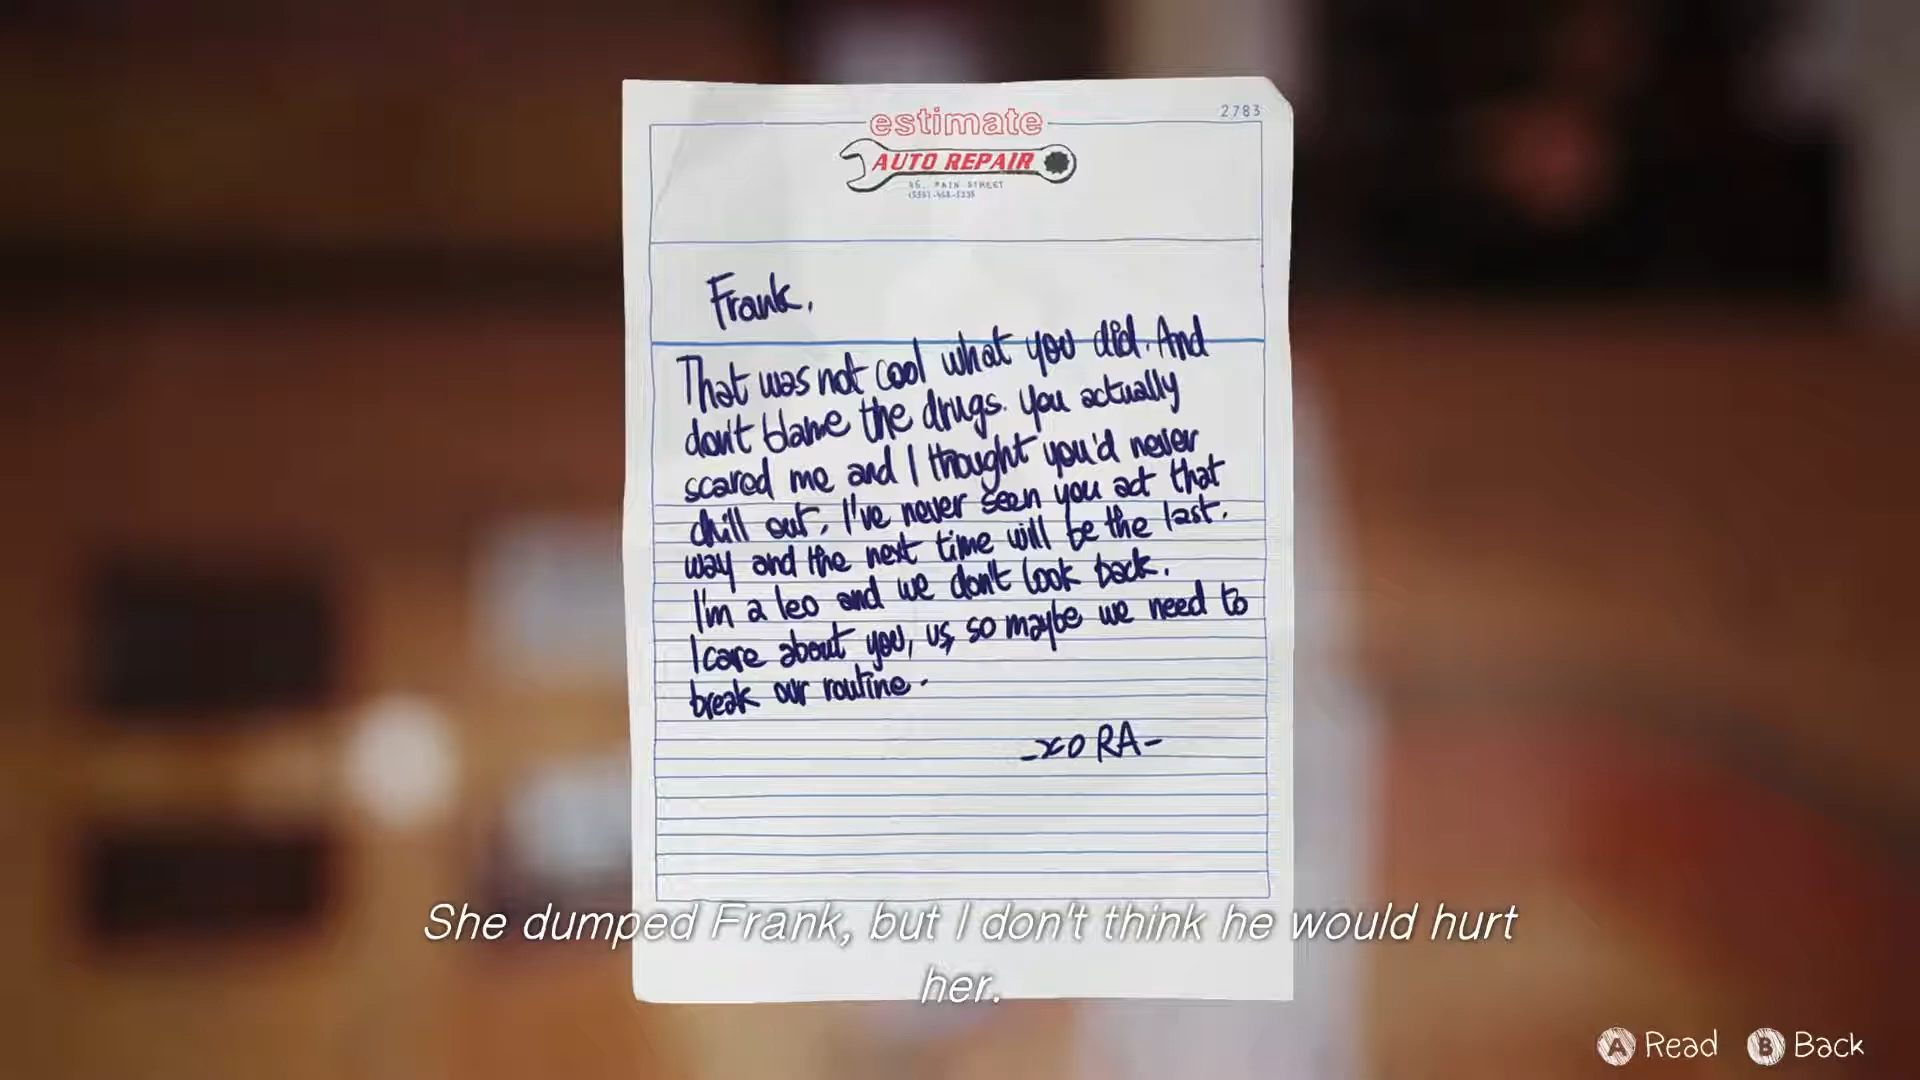 2783
estimate
AUTO REPAIR
PAIN STREET
Frank,
That was not cool what you did. And
don't blame the drugs. You actually
scared me and I thought you'd never
chill out. I've never seen you act that
way and the next time will be the last.
I'm a leo and we don't look back.
I care about you, us, so maybe we need to
break our routine.
-xo RA-
She dumped Frank, but I don't think he would hurt
her.
A Read B Back